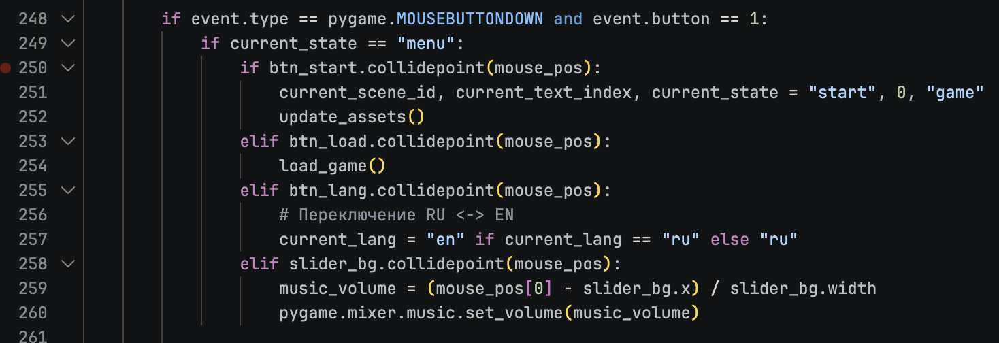 248 if event.type == pygame.MOUSEBUTTONDOWN and event.button == 1:
249 if current_state == "menu":
250 if btn_start.collidepoint(mouse_pos):
251 current_scene_id, current_text_index, current_state = "start", 0, "game"
252 update_assets()
253 elif btn_load.collidepoint(mouse_pos):
254 load_game()
255 elif btn_lang.collidepoint(mouse_pos):
256 # Переключение RU <-> EN
257 current_lang = "en" if current_lang == "ru" else "ru"
258 elif slider_bg.collidepoint(mouse_pos):
259 music_volume = (mouse_pos[0] - slider_bg.x) / slider_bg.width
260 pygame.mixer.music.set_volume(music_volume)
261